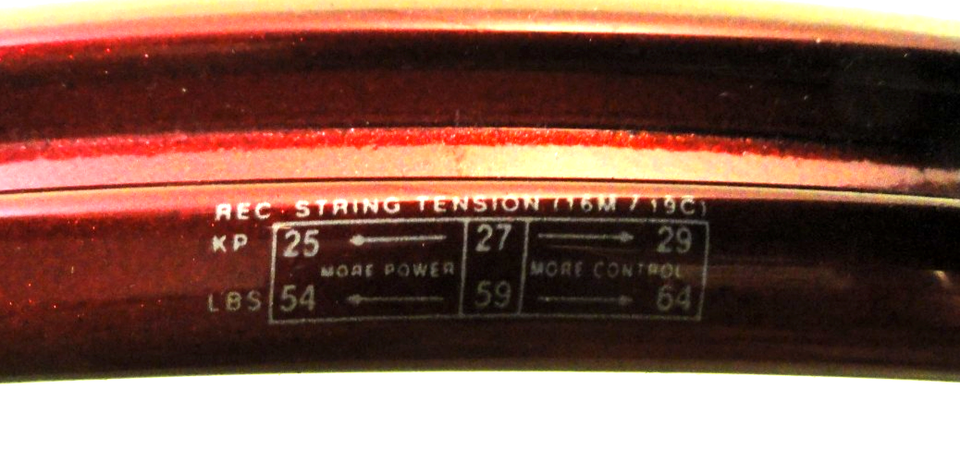 REC. STRING TENSION (16M / 19C)
KP 25 ← 27 → 29
MORE POWER MORE CONTROL
LBS 54 ← 59 → 64